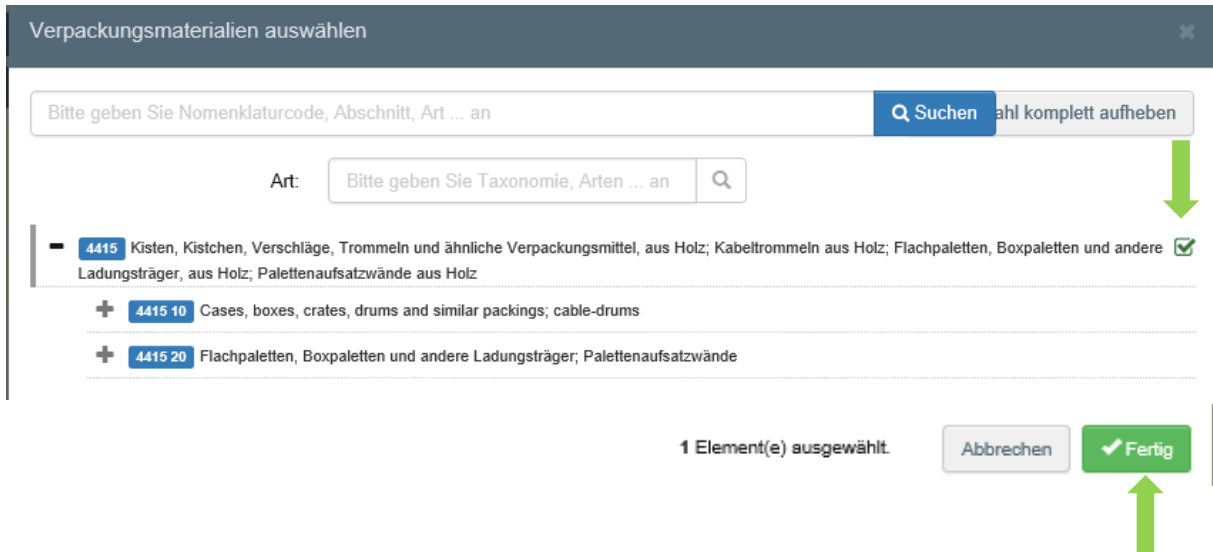 Verpackungsmaterialien auswählen
Bitte geben Sie Nomenklaturcode, Abschnitt, Art ... an
Suchen
ahl komplett aufheben
Art:
Bitte geben Sie Taxonomie, Arten ... an
4415 Kisten, Kistchen, Verschläge, Trommeln und ähnliche Verpackungsmittel, aus Holz; Kabeltrommeln aus Holz; Flachpaletten, Boxpaletten und andere
Ladungsträger, aus Holz; Palettenaufsatzwände aus Holz
4415 10 Cases, boxes, crates, drums and similar packings; cable-drums
4415 20 Flachpaletten, Boxpaletten und andere Ladungsträger; Palettenaufsatzwände
1 Element(e) ausgewählt.
Abbrechen
Fertig